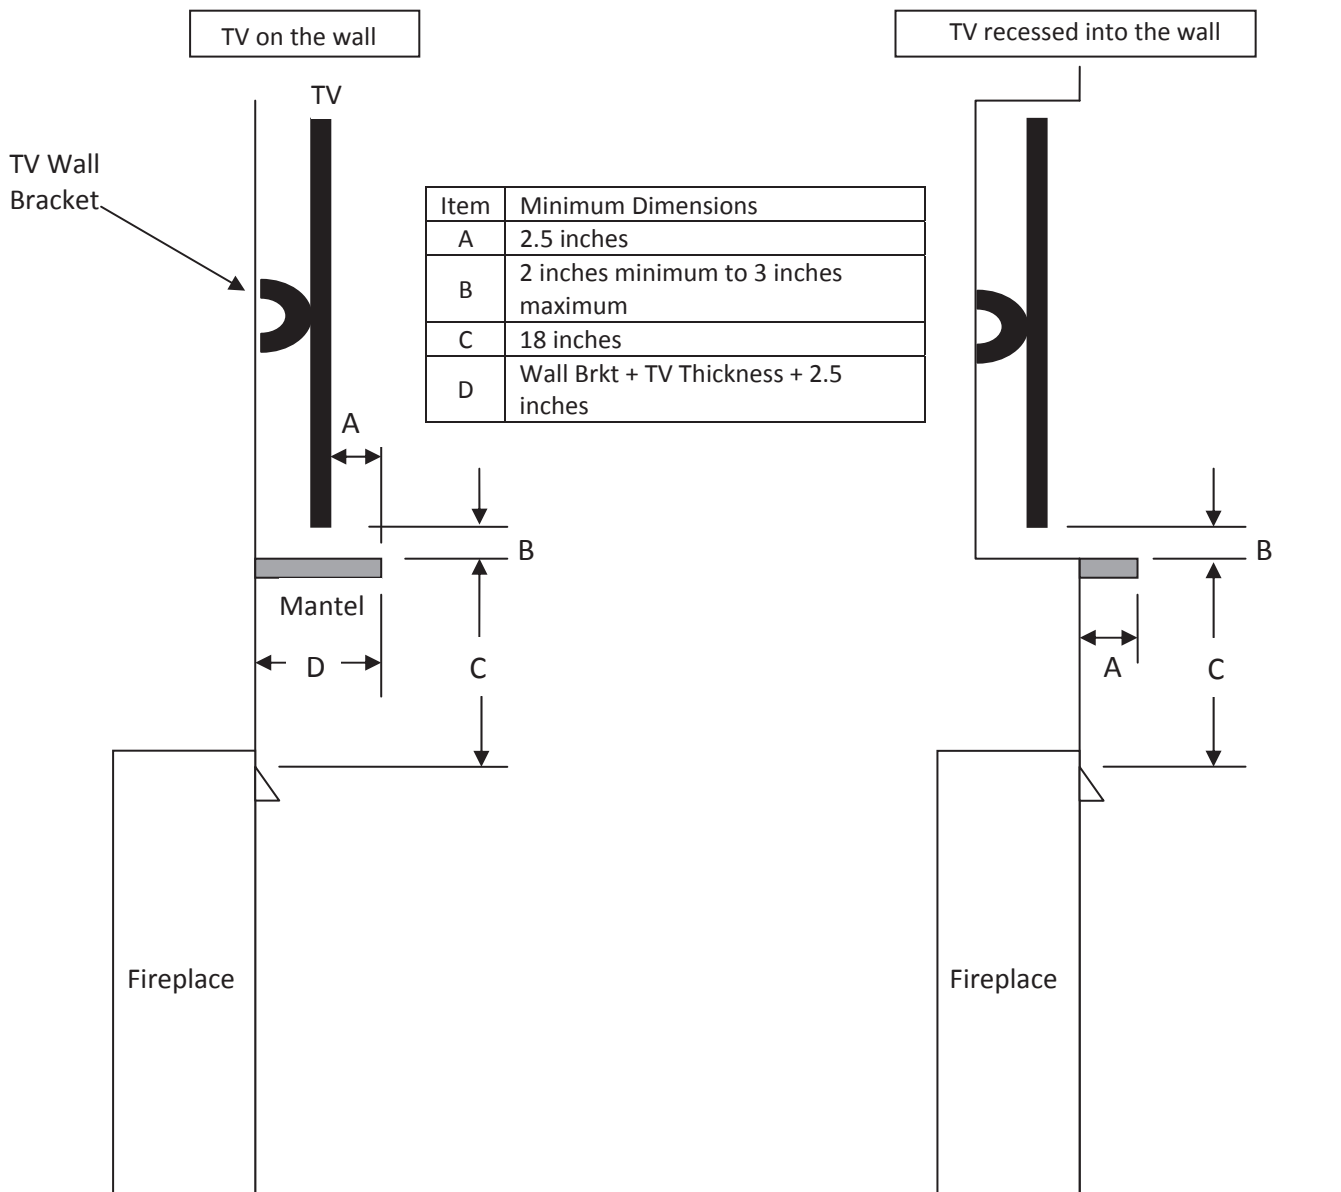 TV on the wall
TV recessed into the wall
TV
TV Wall
Bracket
Item Minimum Dimensions
A 2.5 inches
B 2 inches minimum to 3 inches
maximum
C 18 inches
D Wall Brkt + TV Thickness + 2.5
inches
A
B
Mantel
D
C
Fireplace
B
A
C
Fireplace